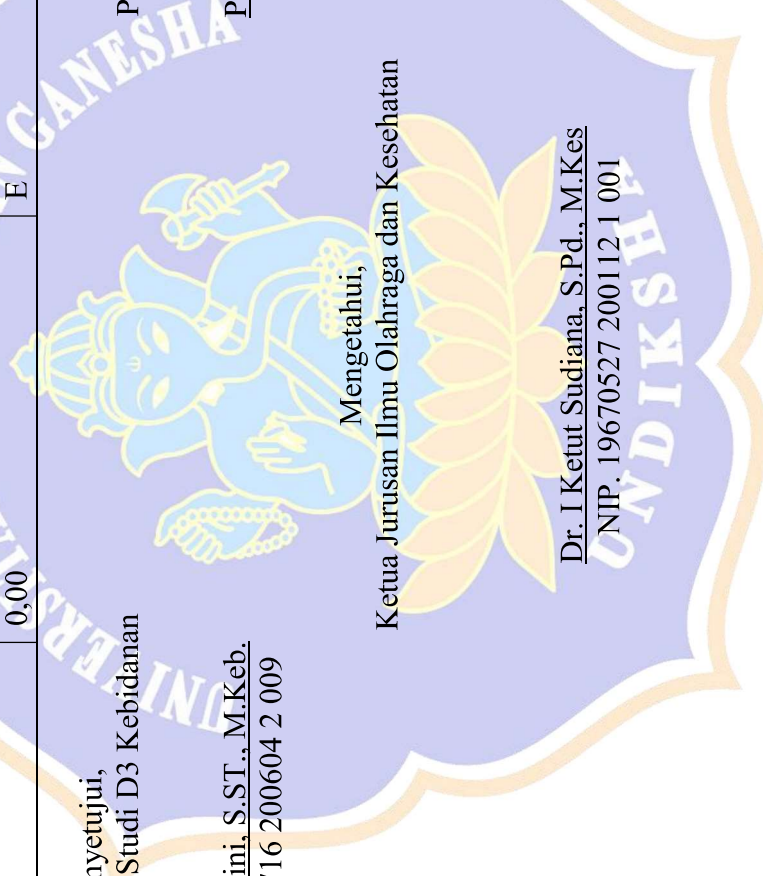 0,00 E
nyetujui,
Studi D3 Kebidanan
P
ini, S.ST., M.Keb.
716 200604 2 009
P
Mengetahui,
Ketua Jurusan Ilmu Olahraga dan Kesehatan
Dr. I Ketut Sudiana, S.Pd., M.Kes
NIP. 19670527 200112 1 001
GANESHA
UNDIKSHA